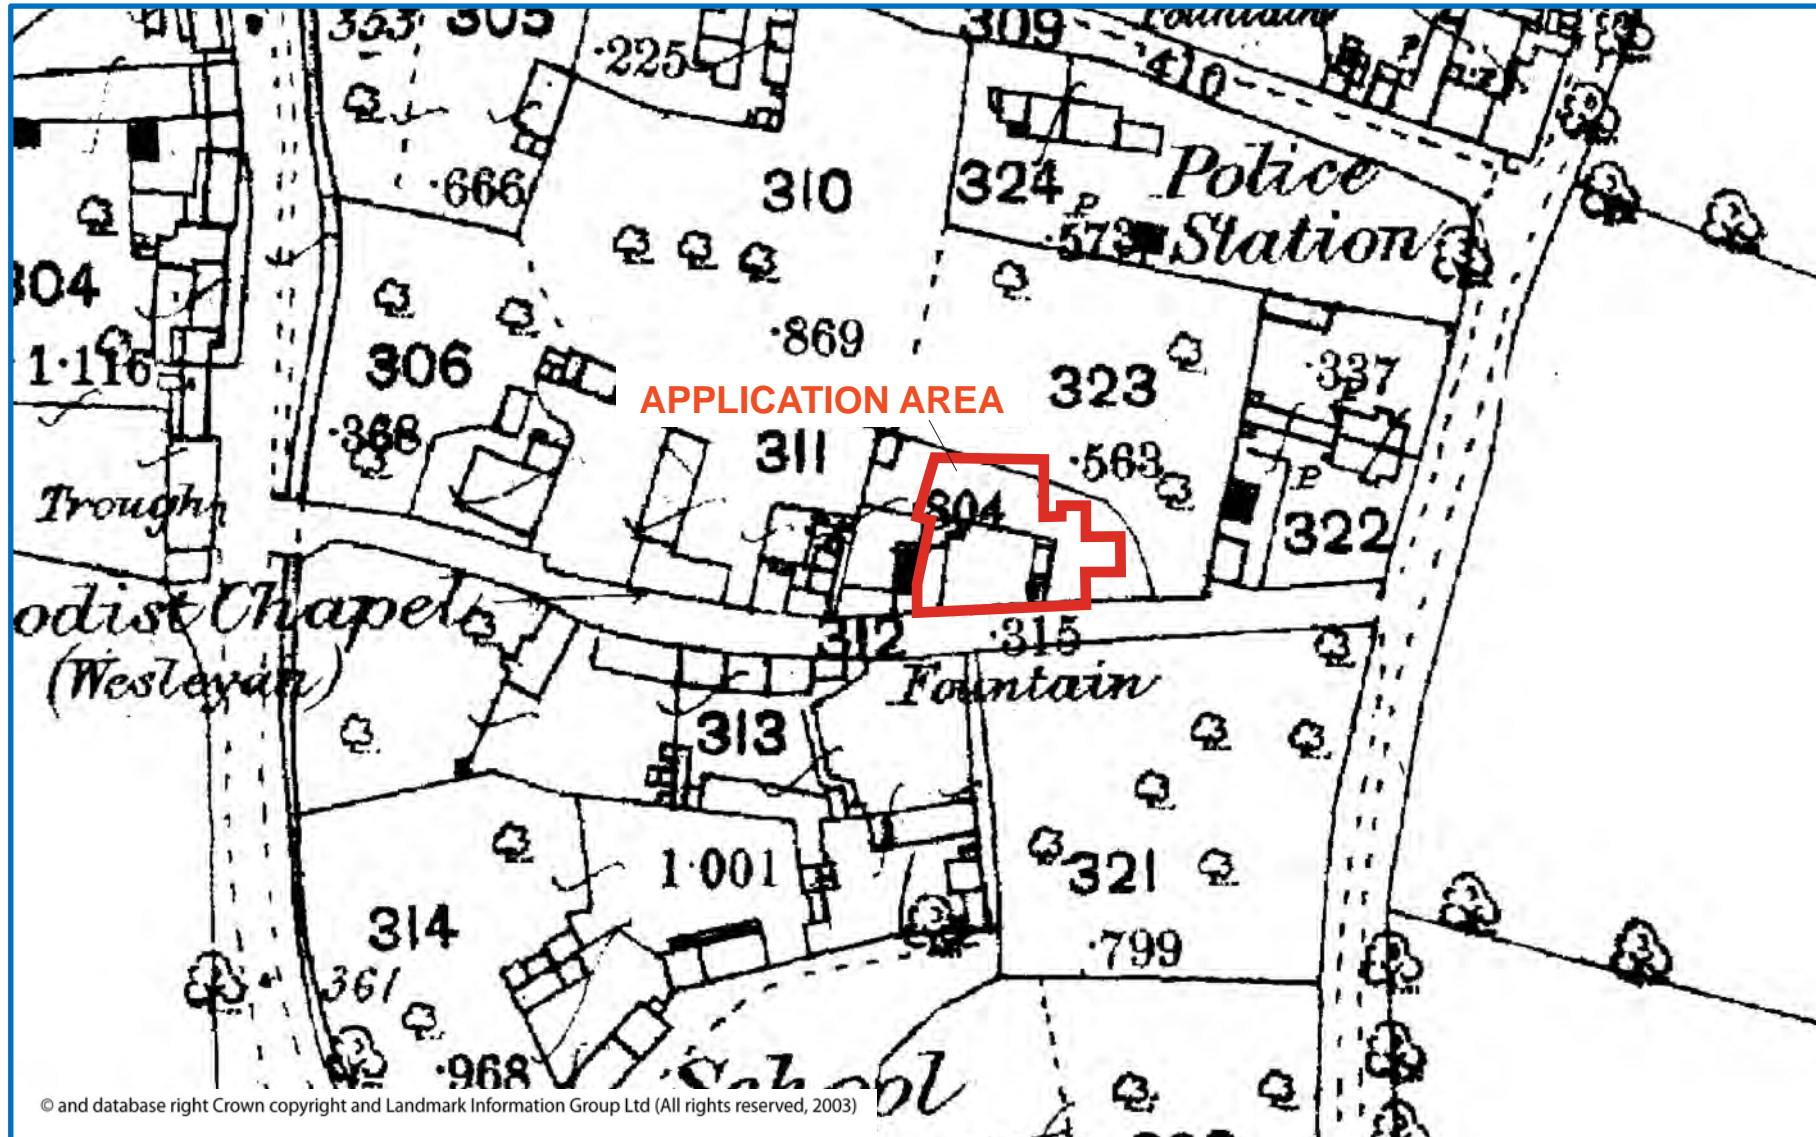 353
305
·225
309
Fountain
·410
P
·666
310
324
Police
Station
P
·573
304
1·116
306
·368
·869
323
·337
P
APPLICATION AREA
311
·563
·804
P
322
Trough
odist Chapel
(Wesleyan)
312
·315
Fountain
313
1·001
321
·799
314
361
·968
School
© and database right Crown copyright and Landmark Information Group Ltd (All rights reserved, 2003)